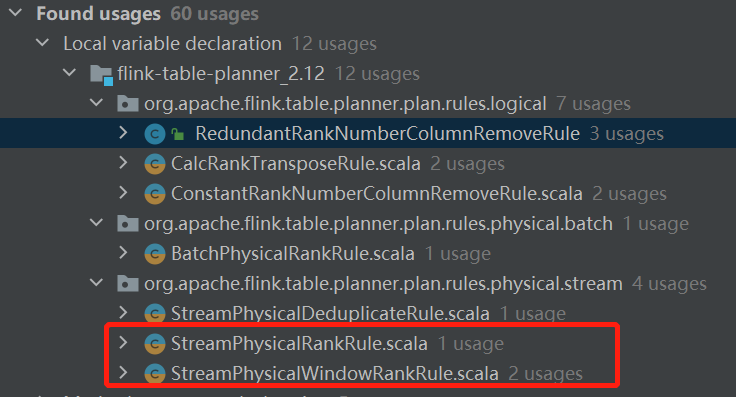 Found usages 60 usages
Local variable declaration 12 usages
flink-table-planner_2.12 12 usages
org.apache.flink.table.planner.plan.rules.logical 7 usages
RedundantRankNumberColumnRemoveRule 3 usages
CalcRankTransposeRule.scala 2 usages
ConstantRankNumberColumnRemoveRule.scala 2 usages
org.apache.flink.table.planner.plan.rules.physical.batch 1 usage
BatchPhysicalRankRule.scala 1 usage
org.apache.flink.table.planner.plan.rules.physical.stream 4 usages
StreamPhysicalDeduplicateRule.scala 1 usage
StreamPhysicalRankRule.scala 1 usage
StreamPhysicalWindowRankRule.scala 2 usages